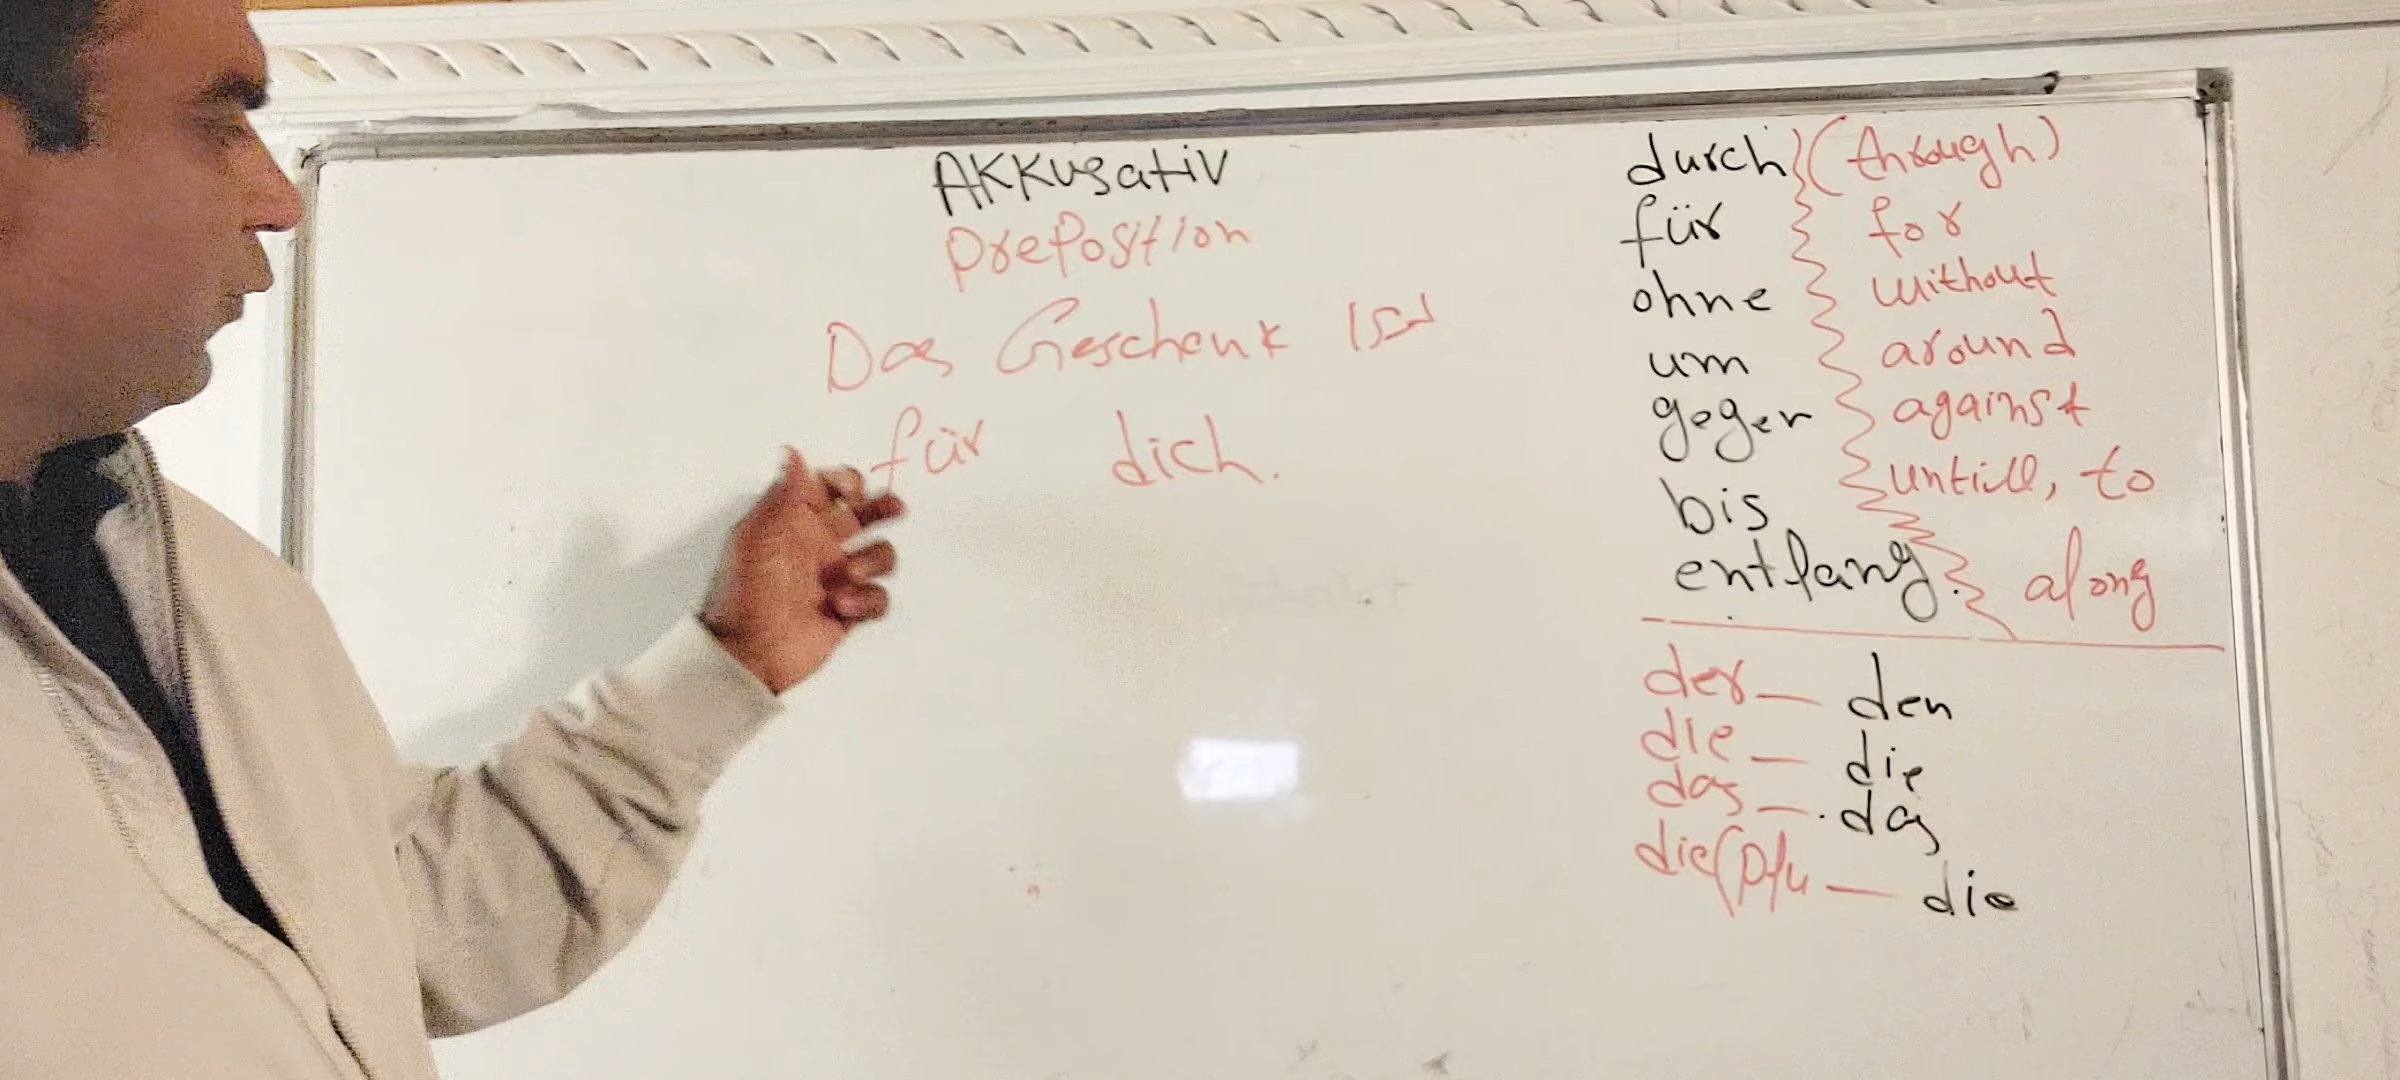 AKKusativ
Preposition
Das Geschenk ist
für dich.
durch (through)
für for
ohne without
um around
gegen against
bis untill, to
entlang. along
der — den
die — die
das — das
die (Plu — die